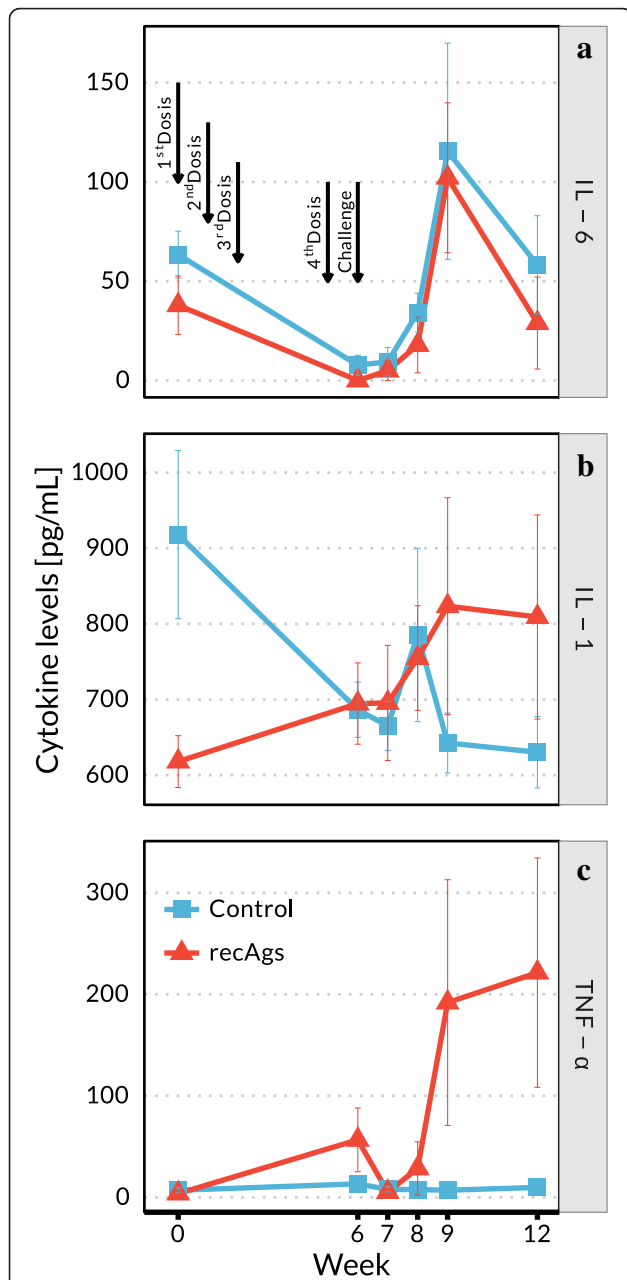 a
150
100
50
0
1stDosis
2ndDosis
3rdDosis
4thDosis
Challenge
IL – 6
b
1000
900
800
700
600
IL – 1
Cytokine levels [pg/mL]
c
300
200
100
0
Control
recAgs
TNF – α
0 6 7 8 9 12
Week